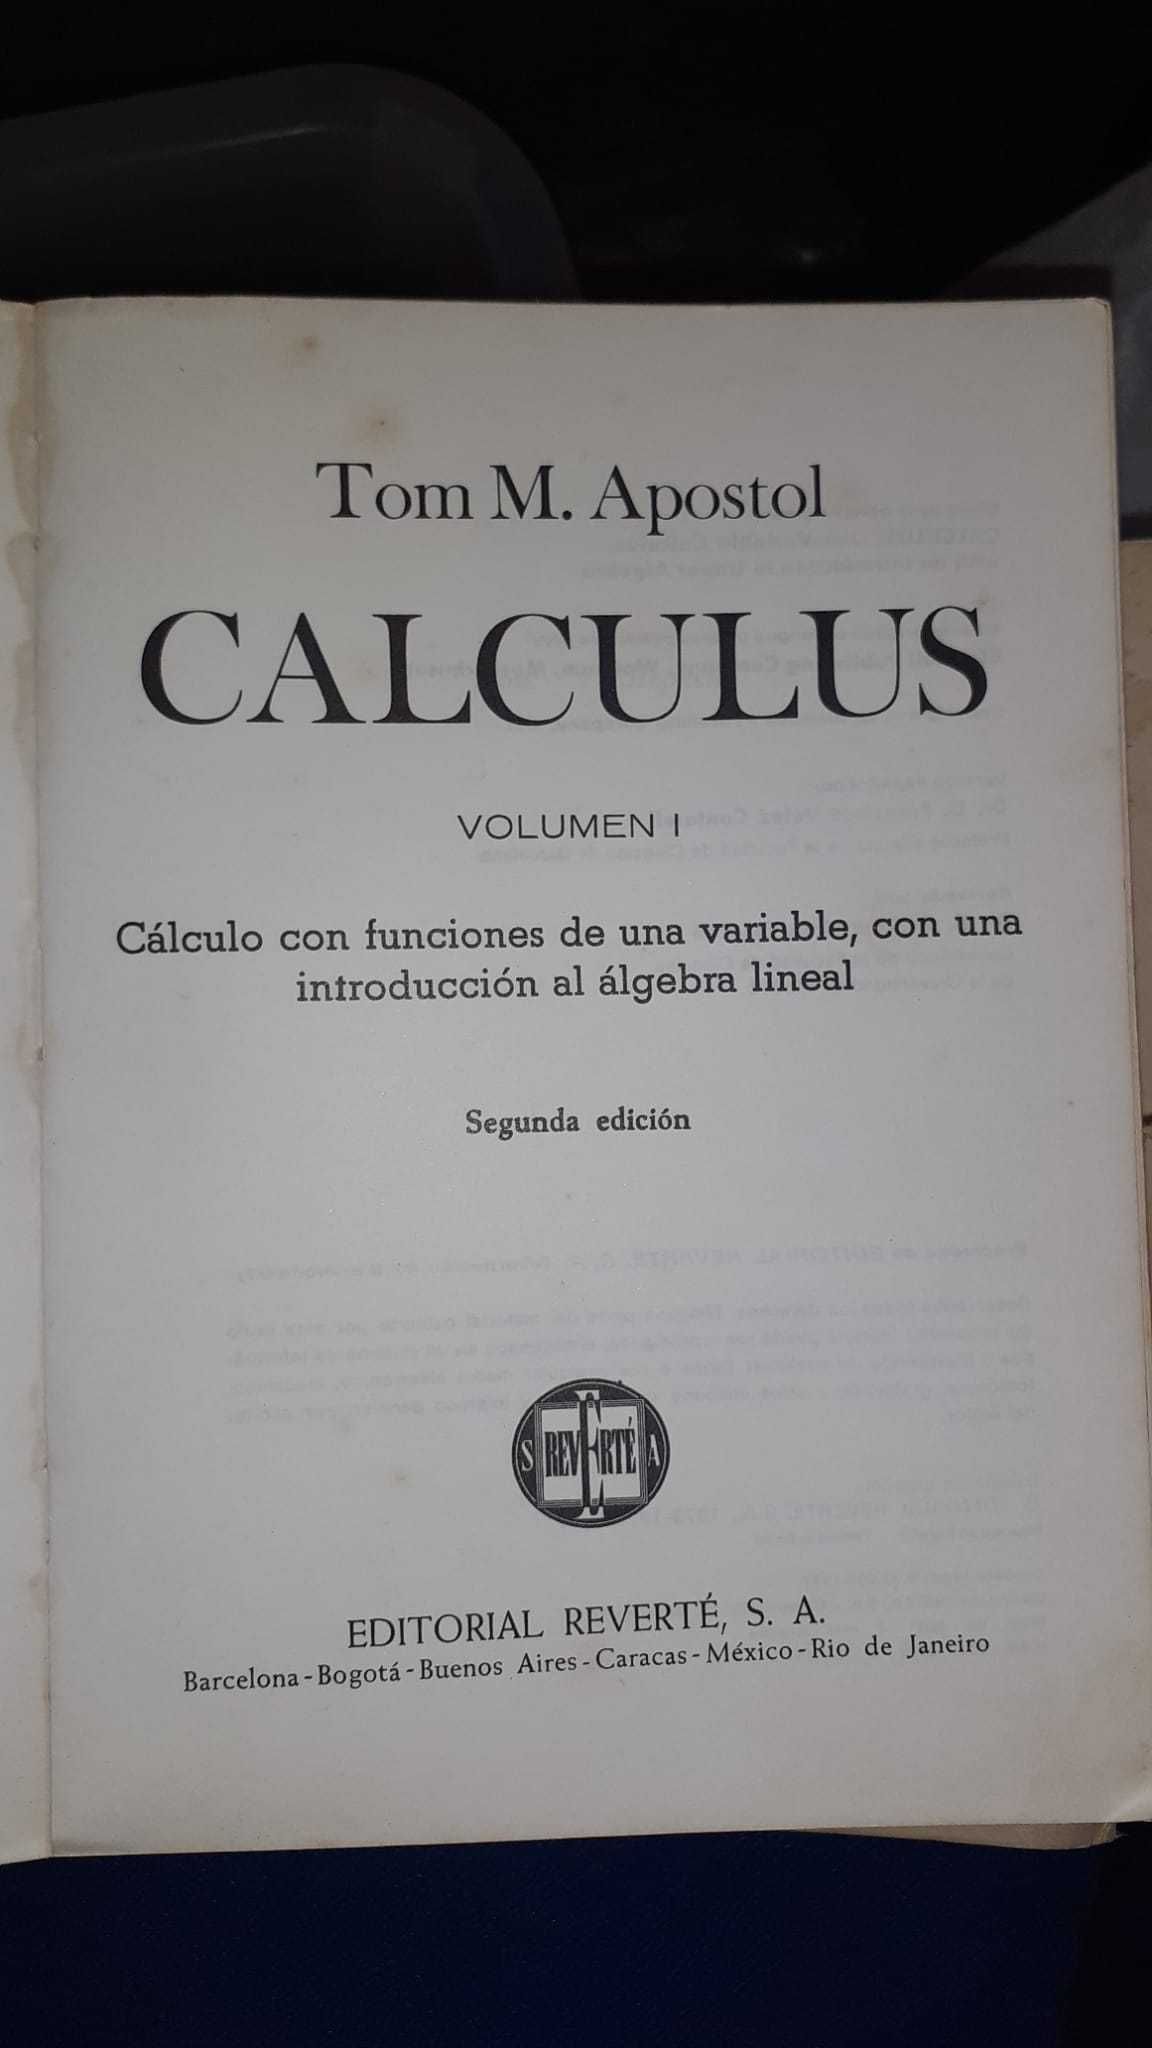 Tom M. Apostol
CALCULUS
VOLUMEN I
Cálculo con funciones de una variable, con una
introducción al álgebra lineal
Segunda edición
S REVERTÉ A
EDITORIAL REVERTÉ, S. A.
Barcelona-Bogotá-Buenos Aires-Caracas-México-Rio de Janeiro